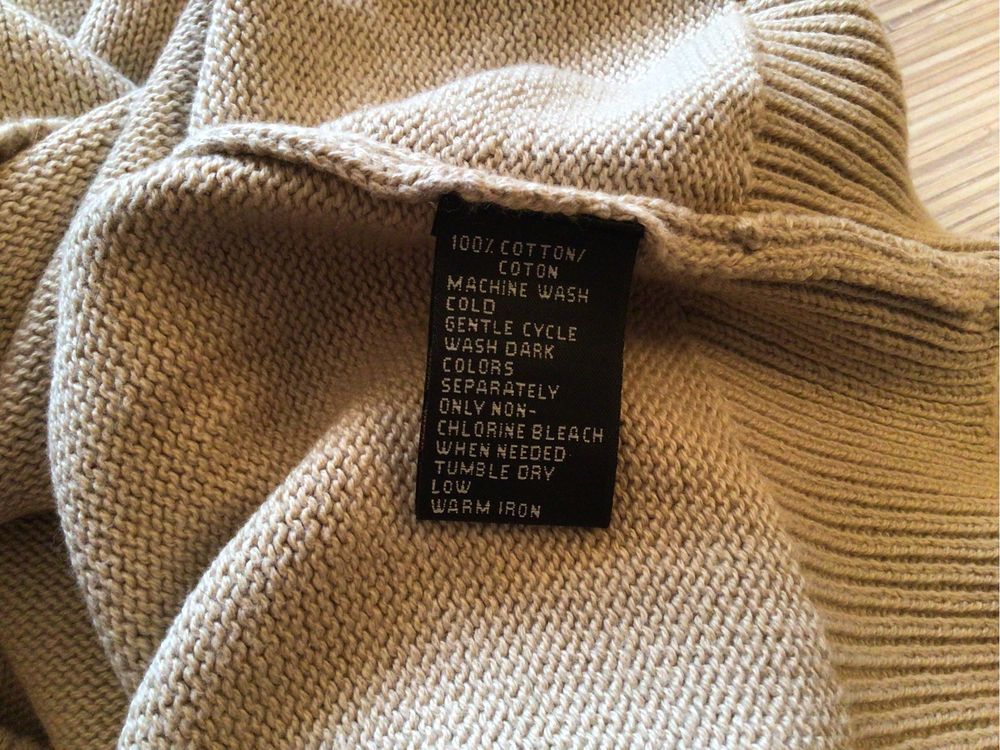 100% COTTON/
COTON
MACHINE WASH
COLD
GENTLE CYCLE
WASH DARK
COLORS
SEPARATELY
ONLY NON-
CHLORINE BLEACH
WHEN NEEDED
TUMBLE DRY
LOW
WARM IRON